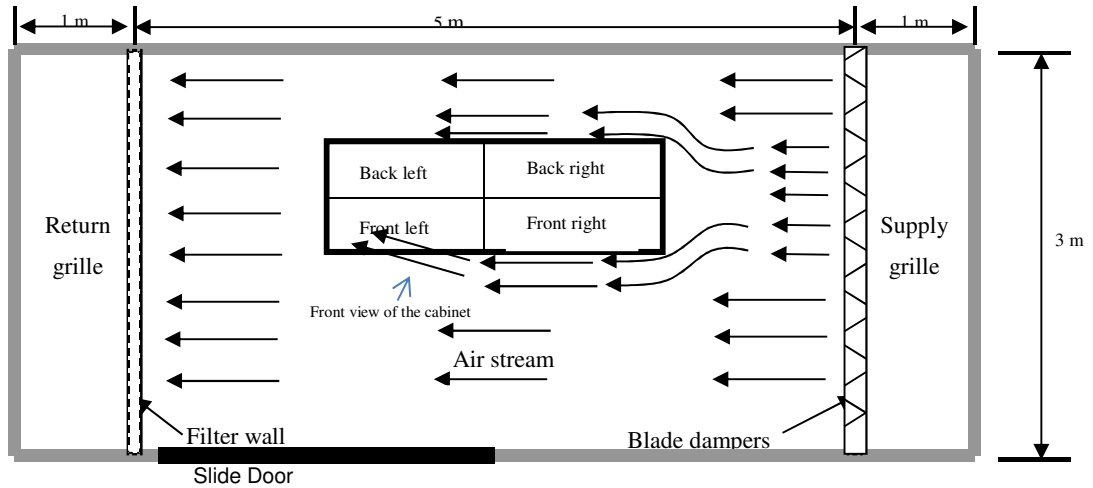 1 m
5 m
1 m
Back left
Back right
Return
grille
Front left
Front right
Supply
grille
3 m
Front view of the cabinet
Air stream
Filter wall
Blade dampers
Slide Door